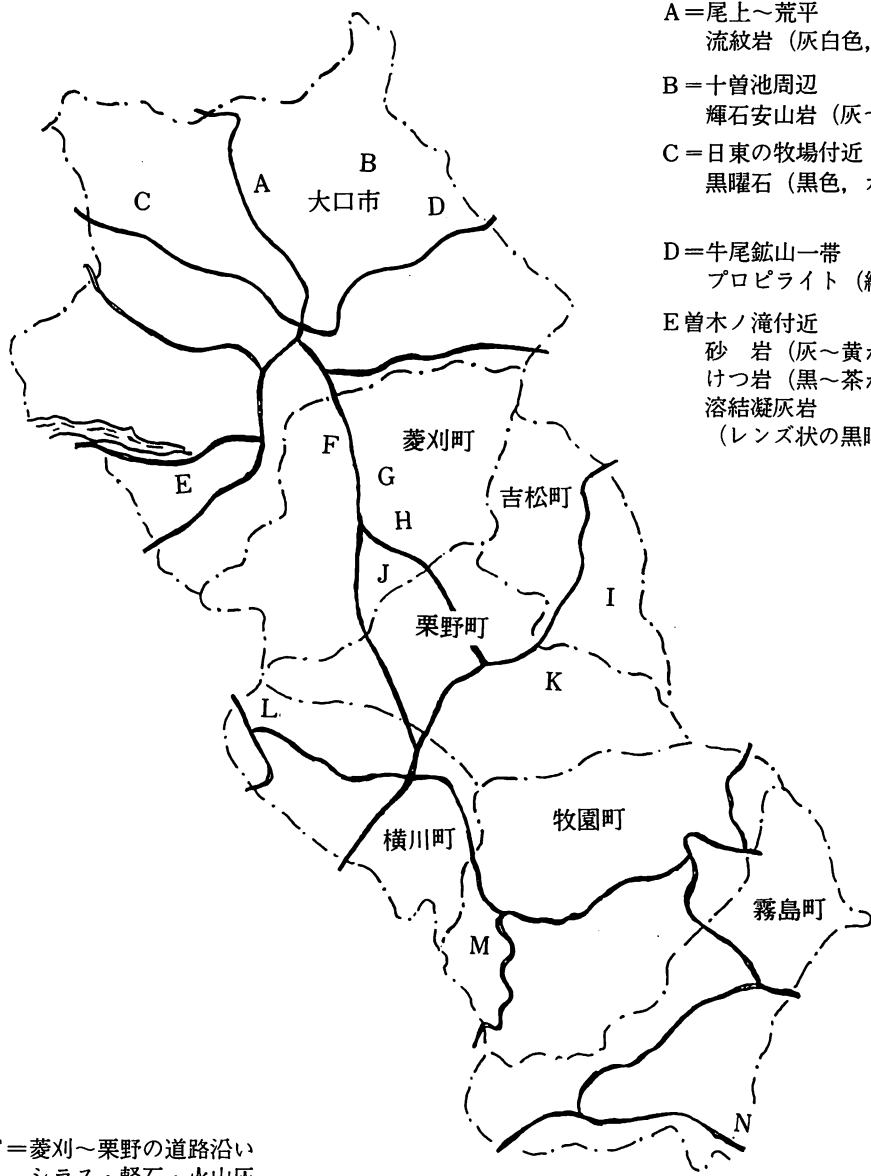 A＝尾上～荒平
流紋岩（灰白色，
B＝十曽池周辺
輝石安山岩（灰～
C＝日東の牧場付近
黒曜石（黒色，
D＝牛尾鉱山一帯
プロピライト（
E曽木ノ滝付近
砂　岩（灰～黄
けつ岩（黒～茶
溶結凝灰岩
（レンズ状の黒曜
B
A
C
大口市
D
F
菱刈町
G
E
吉松町
H
J
I
栗野町
K
L
牧園町
横川町
霧島町
M
N
＝菱刈～栗野の道路沿い
シラス・軽石・火山灰